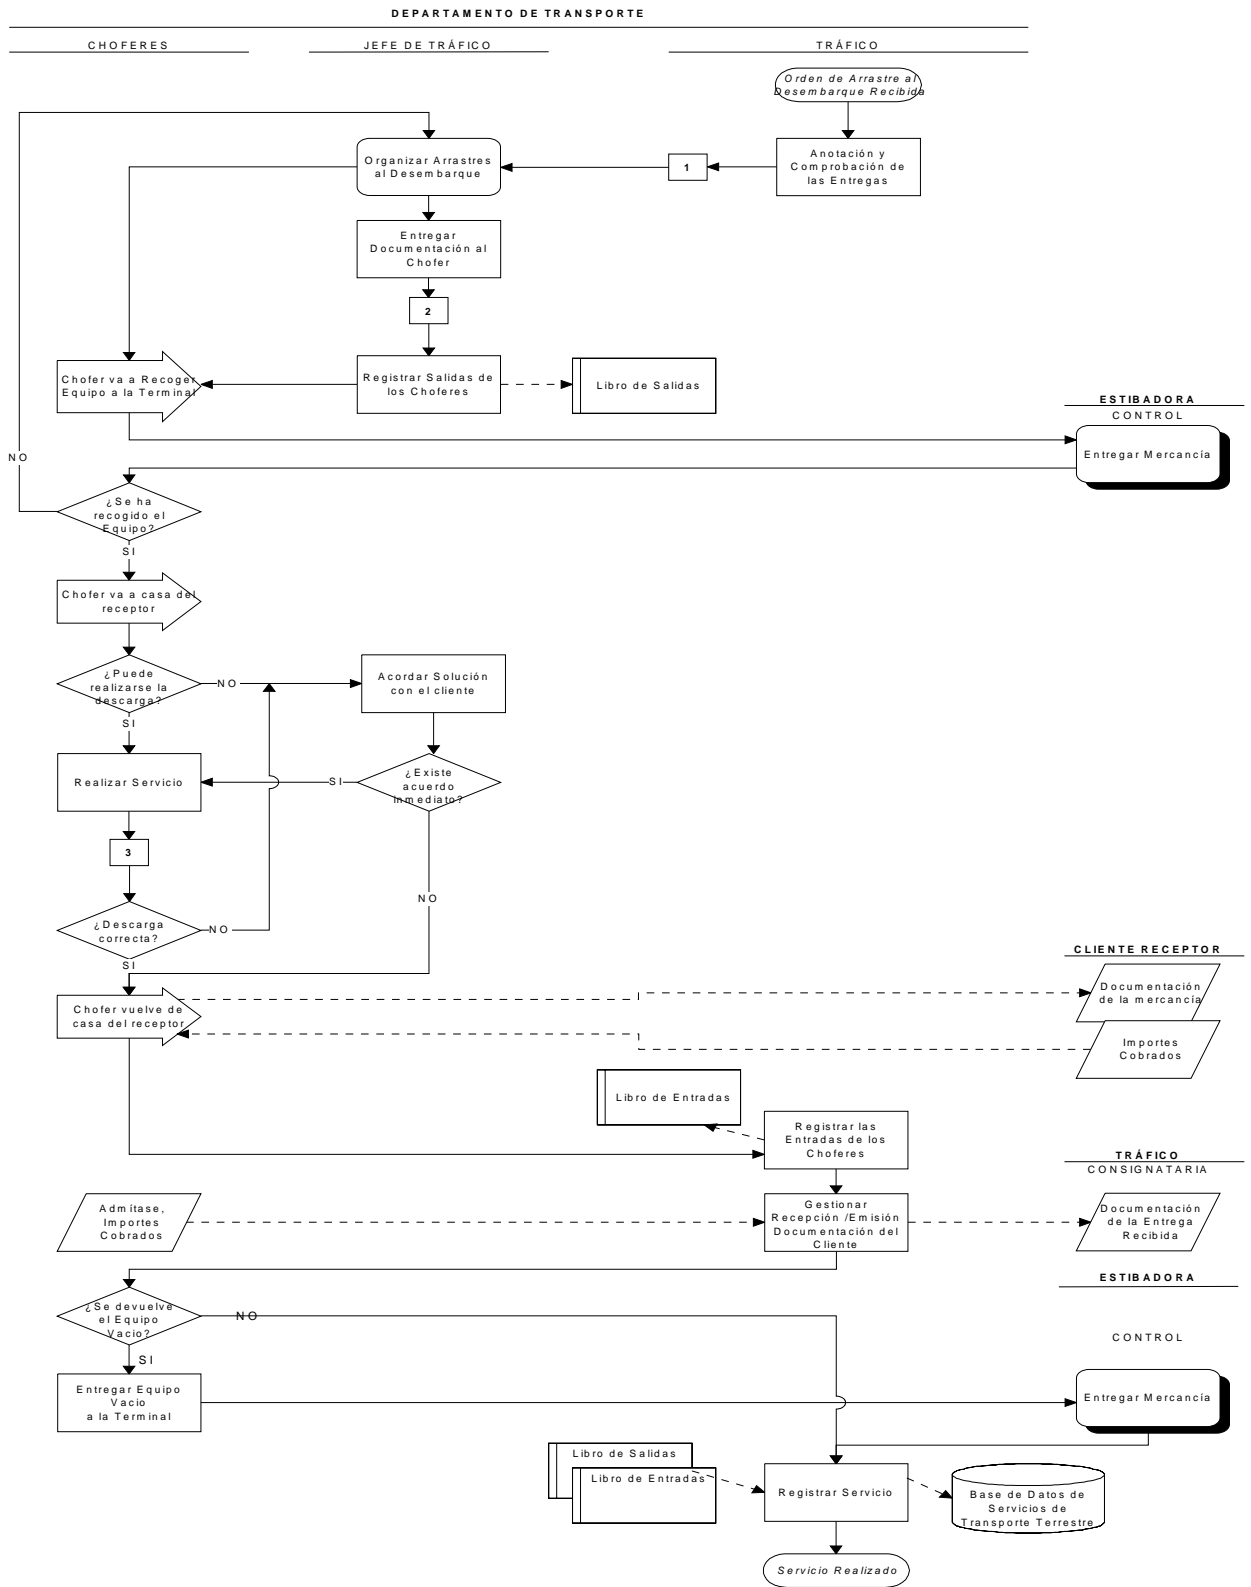 DEPARTAMENTO DE TRANSPORTE
CHOFERES
JEFE DE TRÁFICO
TRÁFICO
Orden de Arrastre al
Desembarque Recibida
Organizar Arrastres
al Desembarque
1
Anotación y
Comprobación de
las Entregas
Entregar
Documentación al
Chofer
2
Chofer va a Recoger
Equipo a la Terminal
Registrar Salidas de
los Choferes
Libro de Salidas
ESTIBADORA
CONTROL
Entregar Mercancía
NO
¿Se ha
recogido el
Equipo?
SI
Chofer va a casa del
receptor
¿Puede
realizarse la
descarga?
NO
Acordar Solución
con el cliente
SI
Realizar Servicio
SI
¿Existe
acuerdo
inmediato?
3
NO
¿Descarga
correcta?
NO
SI
CLIENTE RECEPTOR
Chofer vuelve de
casa del receptor
Documentación
de la mercancía
Importes
Cobrados
Libro de Entradas
Registrar las
Entradas de los
Choferes
TRÁFICO
CONSIGNATARIA
Admítase,
Importes
Cobrados
Gestionar
Recepción /Emisión
Documentación del
Cliente
Documentación
de la Entrega
Recibida
ESTIBADORA
¿Se devuelve
el Equipo
Vacio?
NO
CONTROL
SI
Entregar Equipo
Vacio
a la Terminal
Entregar Mercancía
Libro de Salidas
Libro de Entradas
Registrar Servicio
Base de Datos de
Servicios de
Transporte Terrestre
Servicio Realizado